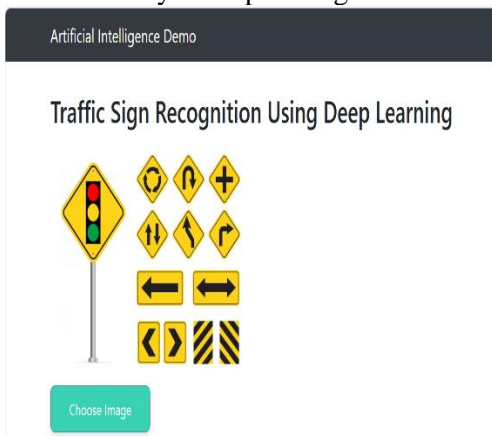 Artificial Intelligence Demo
Traffic Sign Recognition Using Deep Learning
Choose Image